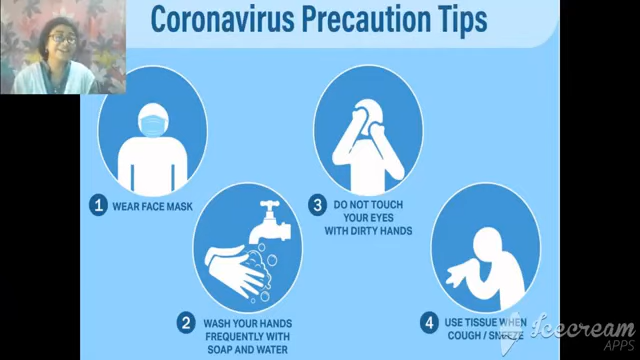 Coronavirus Precaution Tips
1 WEAR FACE MASK
2 WASH YOUR HANDS
FREQUENTLY WITH
SOAP AND WATER
3 DO NOT TOUCH
YOUR EYES
WITH DIRTY HANDS
4 USE TISSUE WHEN
COUGH / SNEEZE
Icecream
APPS